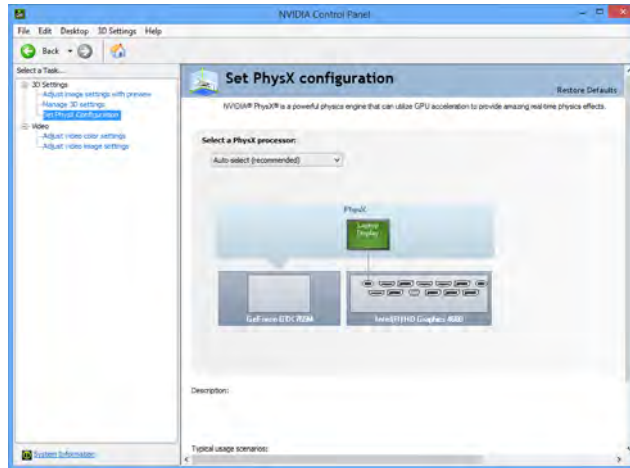 NVIDIA Control Panel
File Edit Desktop 3D Settings Help
Back
Select a Task...
3D Settings
Adjust image settings with preview
Manage 3D settings
Set PhysX Configuration
Video
Adjust video color settings
Adjust video image settings
System Information
Set PhysX configuration
Restore Defaults
NVIDIA® PhysX® is a powerful physics engine that can utilize GPU acceleration to provide amazing real time physics effects.
Select a PhysX processor:
Auto-select (recommended)
PhysX
Laptop
Display
GeForce GTX
Intel(R) HD Graphics 4600
Description:
Typical usage scenarios: